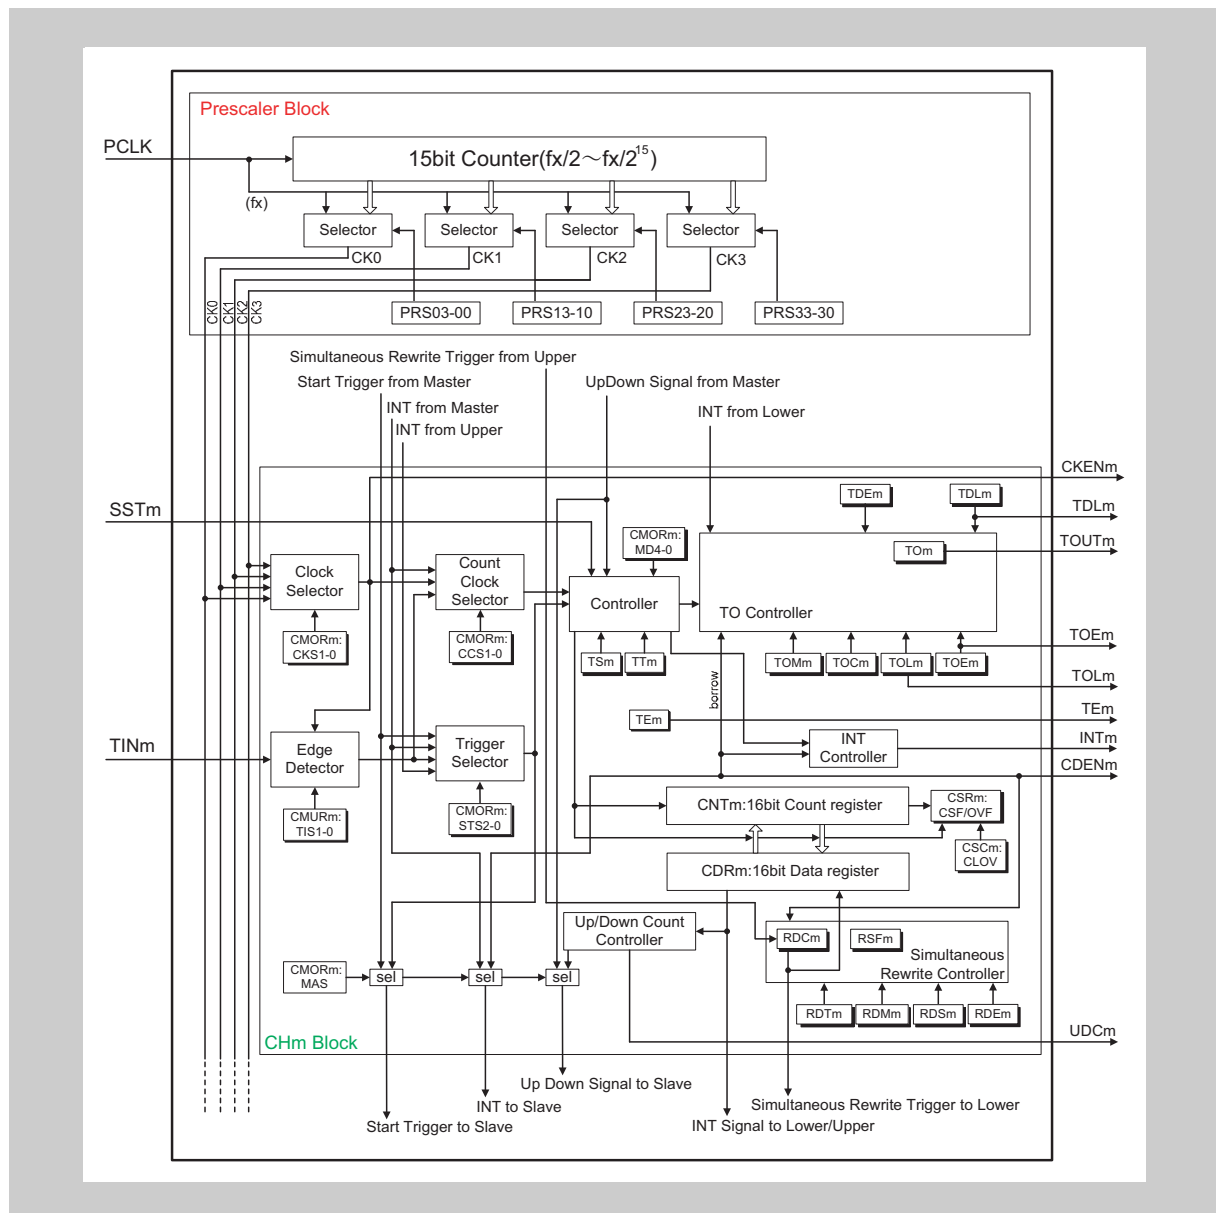 Prescaler Block
PCLK
15bit Counter(fx/2～fx/2^15)
(fx)
Selector
Selector
Selector
Selector
CK0
CK1
CK2
CK3
CK0
CK1
CK2
CK3
PRS03-00
PRS13-10
PRS23-20
PRS33-30
Simultaneous Rewrite Trigger from Upper
Start Trigger from Master
UpDown Signal from Master
INT from Master
INT from Lower
INT from Upper
CKENm
TDEm
TDLm
SSTm
TDLm
CMORm:
MD4-0
TOm
TOUTm
Clock
Selector
Count
Clock
Selector
Controller
TO Controller
CMORm:
CKS1-0
CMORm:
CCS1-0
TSm
TTm
TOMm
TOCm
TOLm
TOEm
TOEm
TOLm
borrow
TEm
TEm
TINm
Edge
Detector
Trigger
Selector
INT
Controller
INTm
CDENm
CMURm:
TIS1-0
CMORm:
STS2-0
CNTm:16bit Count register
CSRm:
CSF/OVF
CSCm:
CLOV
CDRm:16bit Data register
Up/Down Count
Controller
RDCm
RSFm
Simultaneous
Rewrite Controller
CMORm:
MAS
sel
sel
sel
RDTm
RDMm
RDSm
RDEm
UDCm
CHm Block
Up Down Signal to Slave
INT to Slave
Simultaneous Rewrite Trigger to Lower
Start Trigger to Slave
INT Signal to Lower/Upper